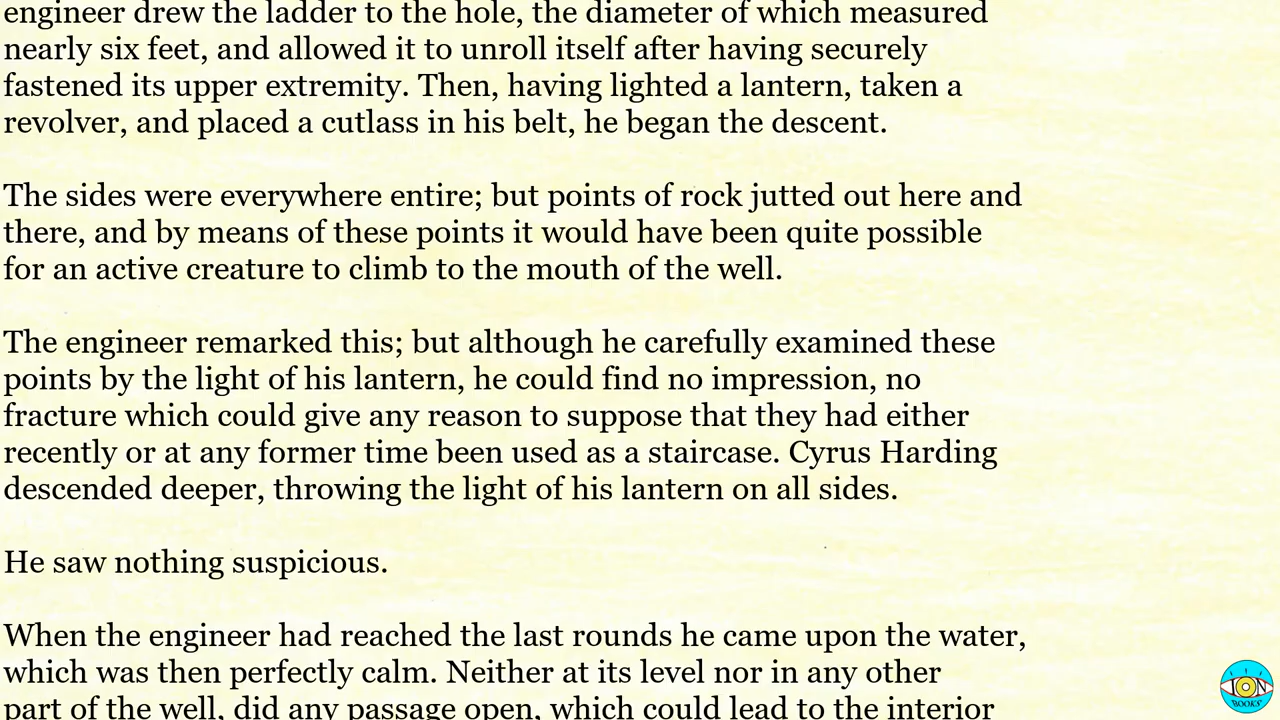 engineer drew the ladder to the hole, the diameter of which measured
nearly six feet, and allowed it to unroll itself after having securely
fastened its upper extremity. Then, having lighted a lantern, taken a
revolver, and placed a cutlass in his belt, he began the descent.
The sides were everywhere entire; but points of rock jutted out here and
there, and by means of these points it would have been quite possible
for an active creature to climb to the mouth of the well.
The engineer remarked this; but although he carefully examined these
points by the light of his lantern, he could find no impression, no
fracture which could give any reason to suppose that they had either
recently or at any former time been used as a staircase. Cyrus Harding
descended deeper, throwing the light of his lantern on all sides.
He saw nothing suspicious.
When the engineer had reached the last rounds he came upon the water,
which was then perfectly calm. Neither at its level nor in any other
part of the well, did any passage open, which could lead to the interior
ION
BOOKS